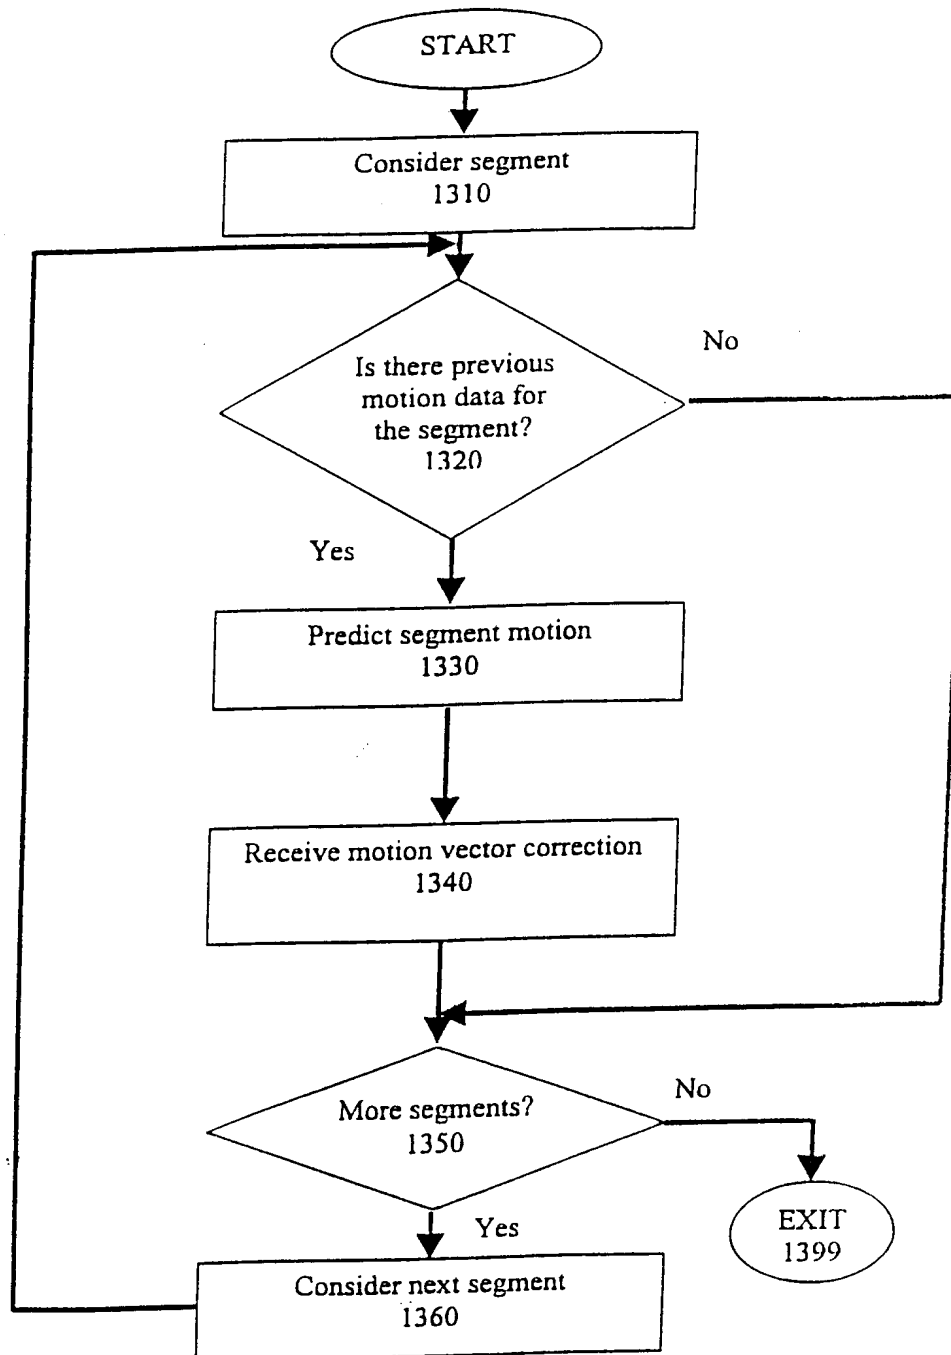 START
Consider segment
1310
No
Is there previous
motion data for
the segment?
1320
Yes
Predict segment motion
1330
Receive motion vector correction
1340
No
More segments?
1350
Yes
EXIT
1399
Consider next segment
1360